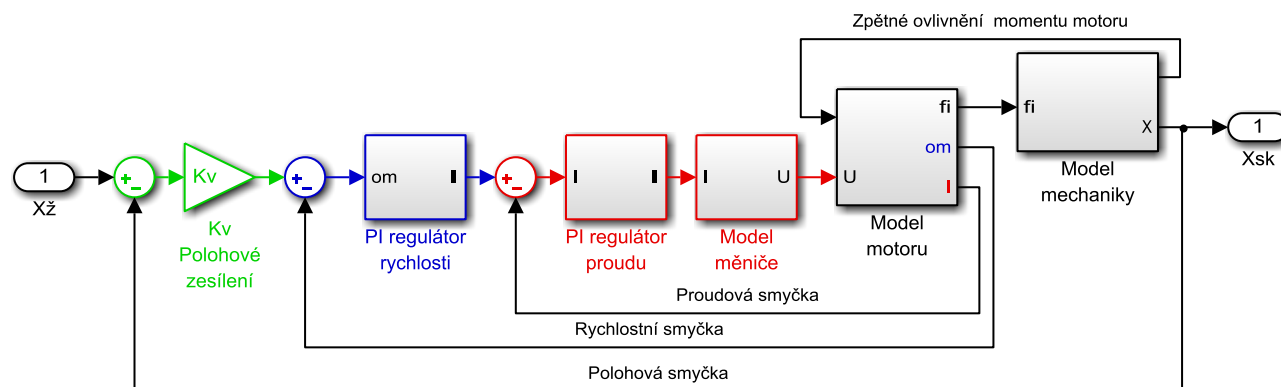 Zpětné ovlivnění momentu motoru
1
Xž
+
–
Kv
Kv
Polohové
zesílení
+
–
om
I
PI regulátor
rychlosti
+
–
I
I
PI regulátor
proudu
I
U
Model
měniče
U
fi
om
I
Model
motoru
fi
X
Model
mechaniky
1
Xsk
Proudová smyčka
Rychlostní smyčka
Polohová smyčka